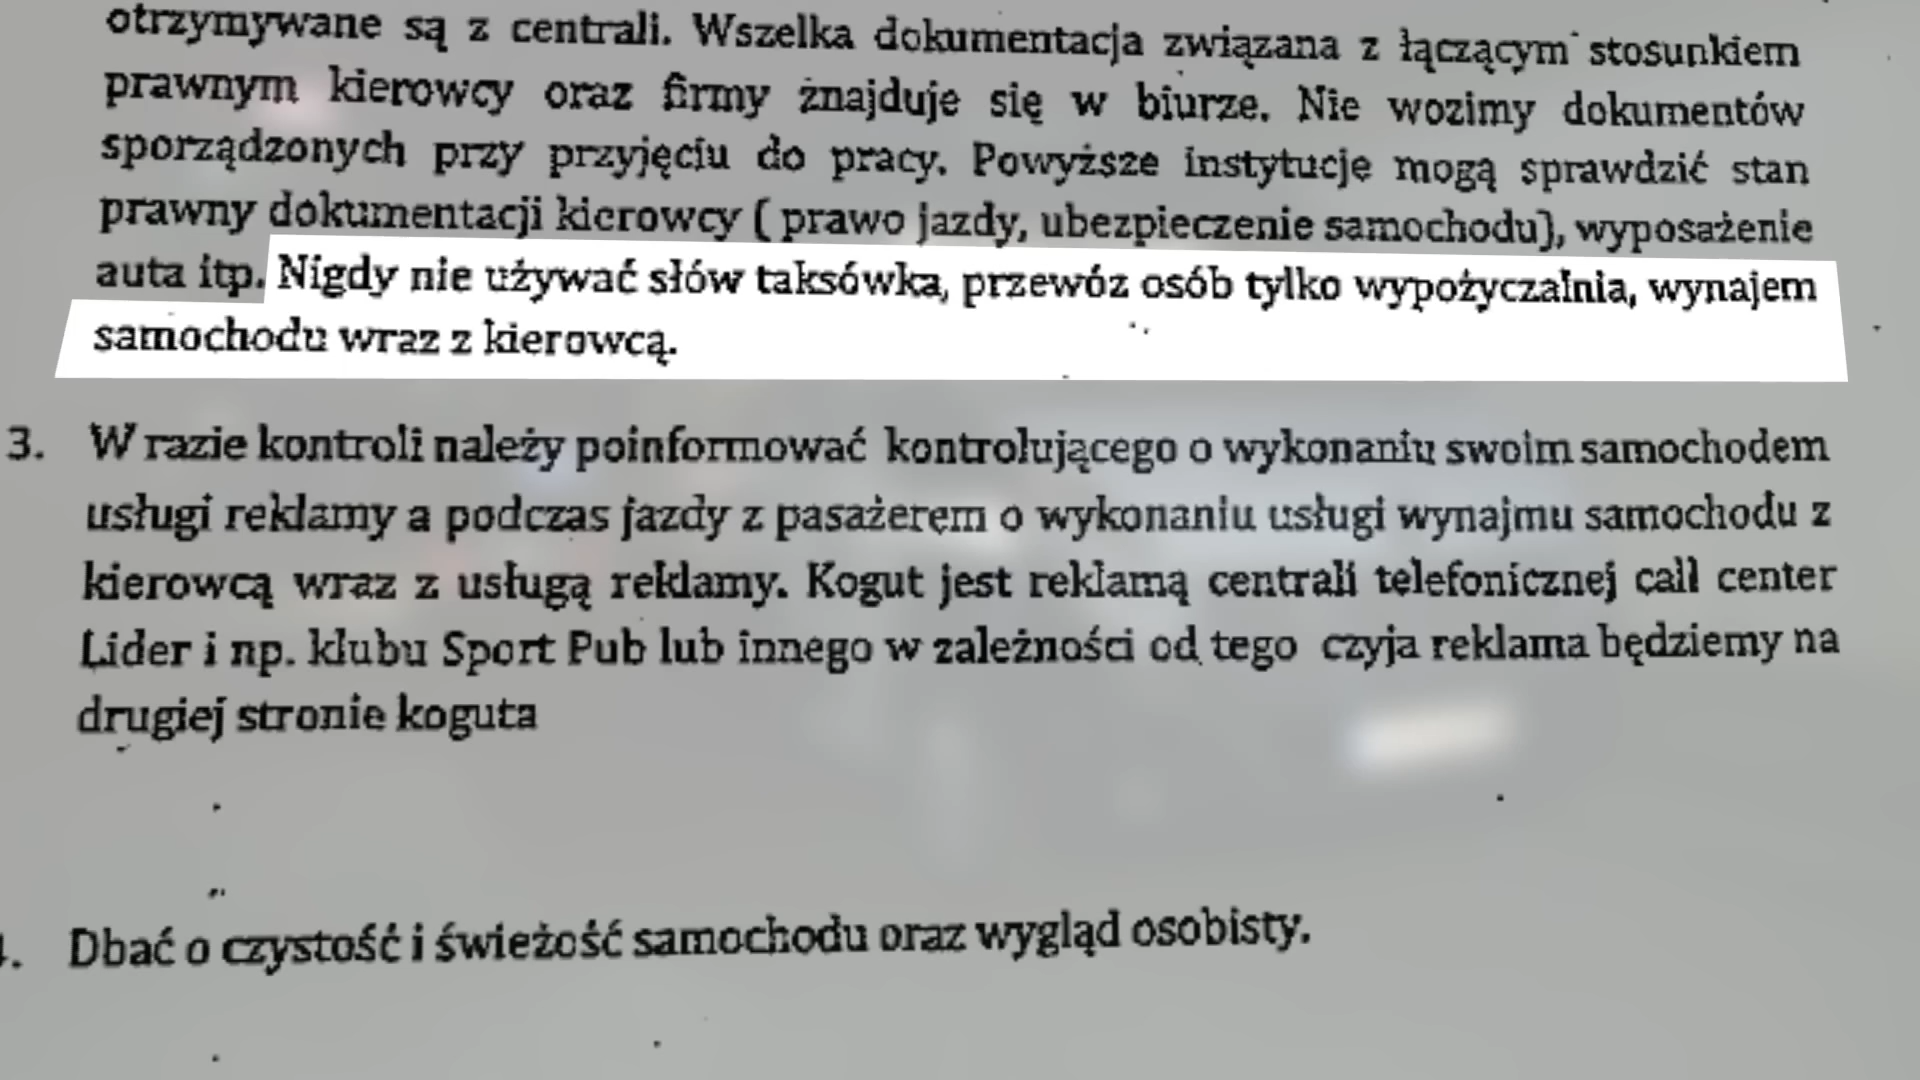 otrzymywane są z centrali. Wszelka dokumentacja związana z łączącym stosunkiem
prawnym kierowcy oraz firmy znajduje się w biurze. Nie wozimy dokumentów
sporządzonych przy przyjęciu do pracy. Powyższe instytucje mogą sprawdzić stan
prawny dokumentacji kierowcy ( prawo jazdy, ubezpieczenie samochodu), wyposażenie
auta itp. Nigdy nie używać słów taksówka, przewóz osób tylko wypożyczalnia, wynajem
samochodu wraz z kierowcą.
3. W razie kontroli należy poinformować kontrolującego o wykonaniu swoim samochodem
usługi reklamy a podczas jazdy z pasażerem o wykonaniu usługi wynajmu samochodu z
kierowcą wraz z usługą reklamy. Kogut jest reklamą centrali telefonicznej call center
Lider i np. klubu Sport Pub lub innego w zależności od tego czyja reklama będziemy na
drugiej stronie koguta
. Dbać o czystość i świeżość samochodu oraz wygląd osobisty.